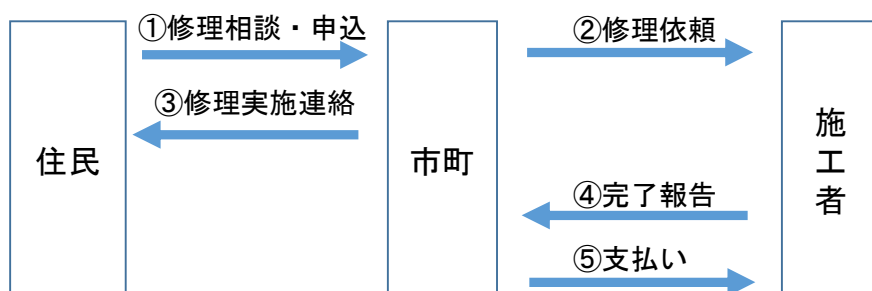 ①修理相談・申込
②修理依頼
③修理実施連絡
住民
市町
施工者
④完了報告
⑤支払い